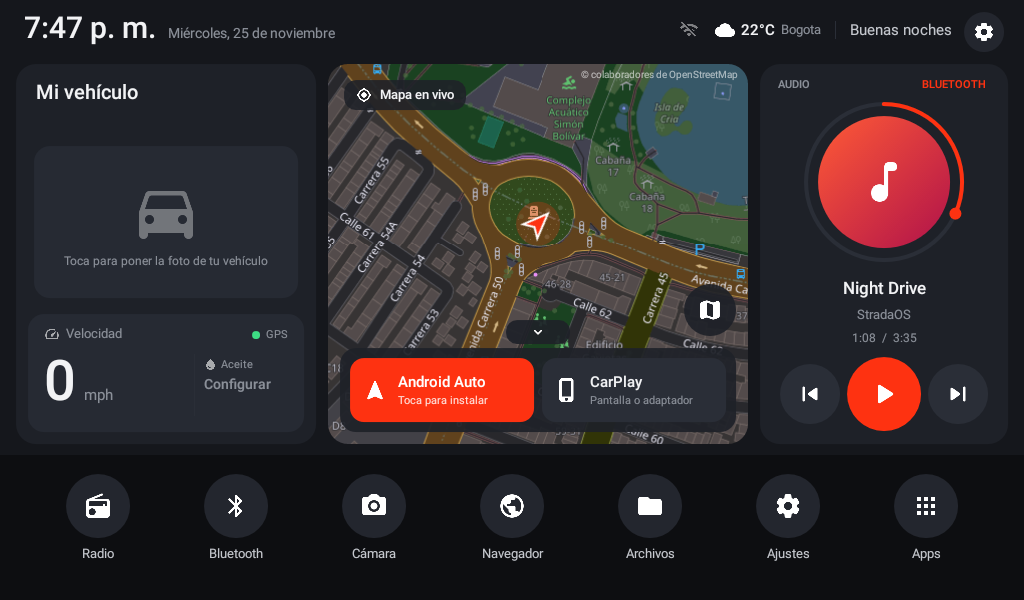 7:47 p. m.
Miércoles, 25 de noviembre
22°C
Bogota
Buenas noches
Mi vehículo
Toca para poner la foto de tu vehículo
Velocidad
GPS
0
mph
Aceite
Configurar
© colaboradores de OpenStreetMap
Mapa en vivo
Complejo
Acuático
Simón
Bolívar
Isla de
Cria
Cabaña
17
Cabaña
18
Carrera 55
Calle 61
Carrera 54A
Carrera 54
Carrera 53
Carrera 50
Carrera 45
P
Avenida Ca
45-21
46-28
Calle 62
Edificio
Calle 60
Android Auto
Toca para instalar
CarPlay
Pantalla o adaptador
AUDIO
BLUETOOTH
Night Drive
StradaOS
1:08 / 3:35
Radio
Bluetooth
Cámara
Navegador
Archivos
Ajustes
Apps